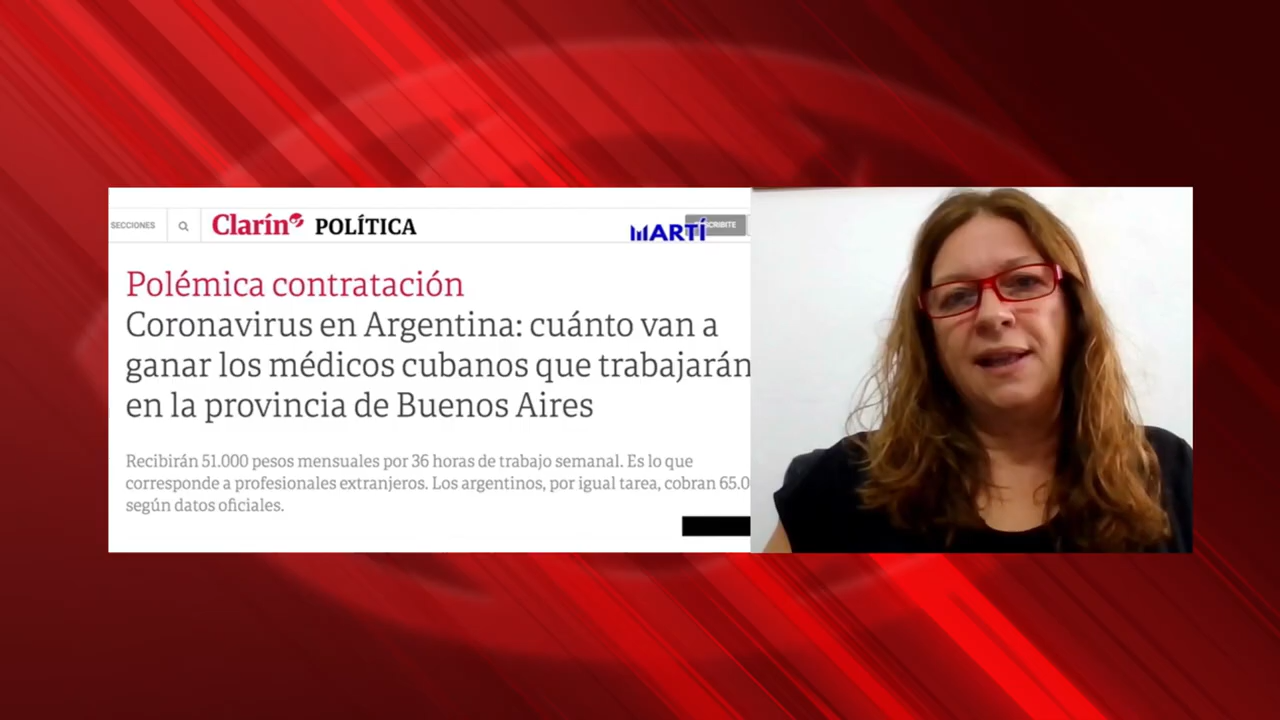 SECCIONES
Clarín POLÍTICA
MARTÍ
Polémica contratación
Coronavirus en Argentina: cuánto van a
ganar los médicos cubanos que trabajarán
en la provincia de Buenos Aires
Recibirán 51.000 pesos mensuales por 36 horas de trabajo semanal. Es lo que
corresponde a profesionales extranjeros. Los argentinos, por igual tarea, cobran 65.0
según datos oficiales.